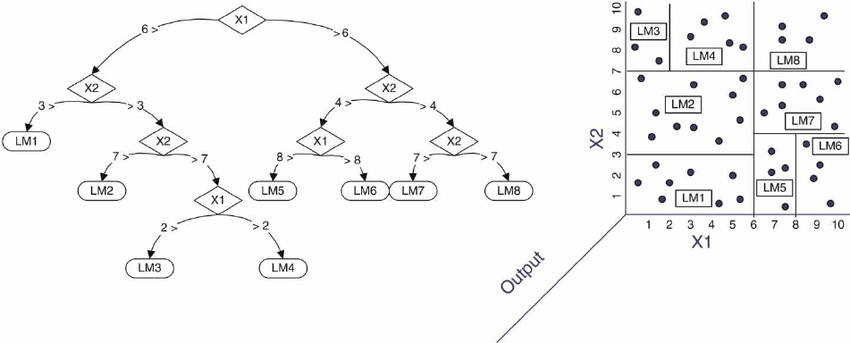 X1
6 >
> 6
X2
X2
3 >
> 3
4 >
> 4
LM1
X2
X1
X2
7 >
> 7
8 >
> 8
7 >
> 7
LM2
X1
LM5
LM6
LM7
LM8
2 >
> 2
LM3
LM4
10
9
8
7
6
5
4
3
2
1
X2
LM3
LM4
LM8
LM2
LM7
LM6
LM5
LM1
1 2 3 4 5 6 7 8 9 10
X1
Output